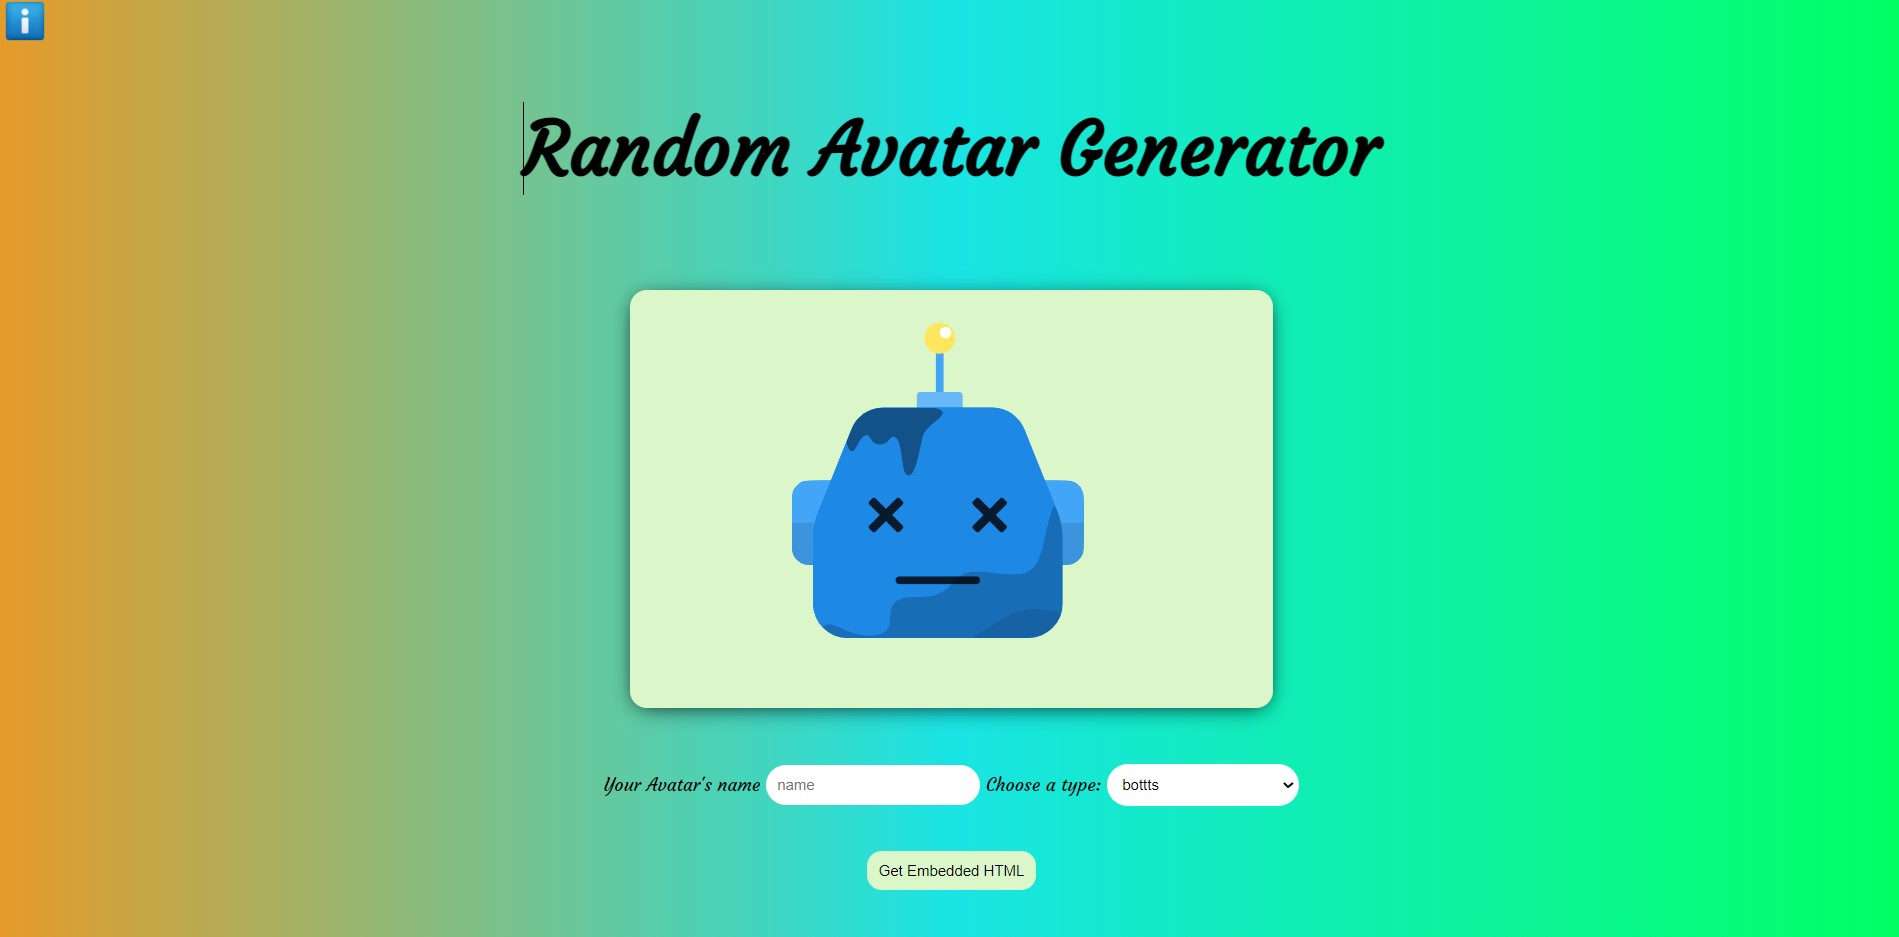 Random Avatar Generator
Your Avatar's name name Choose a type: bottts
Get Embedded HTML